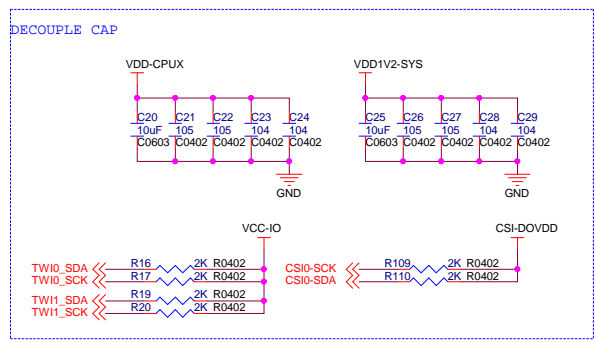 DECOUPLE CAP
VDD-CPUX VDD1V2-SYS
C20 C21 C22 C23 C24 C25 C26 C27 C28 C29
10uF 105 105 104 104 10uF 105 105 104 104
C0603 C0402 C0402 C0402 C0402 C0603 C0402 C0402 C0402 C0402
GND GND
VCC-IO CSI-DOVDD
TWI0_SDA R16 2K R0402 CSI0-SCK R109 2K R0402
TWI0_SCK R17 2K R0402 CSI0-SDA R110 2K R0402
TWI1_SDA R19 2K R0402
TWI1_SCK R20 2K R0402